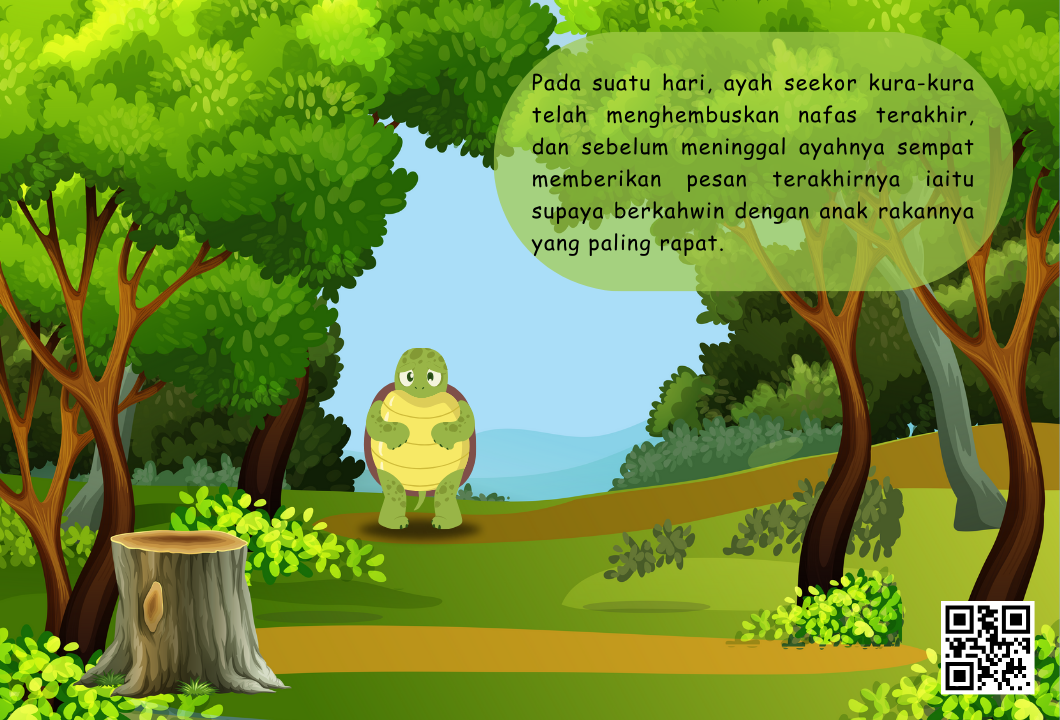 Pada suatu hari, ayah seekor kura-kura
telah menghembuskan nafas terakhir,
dan sebelum meninggal ayahnya sempat
memberikan pesan terakhirnya iaitu
supaya berkahwin dengan anak rakannya
yang paling rapat.